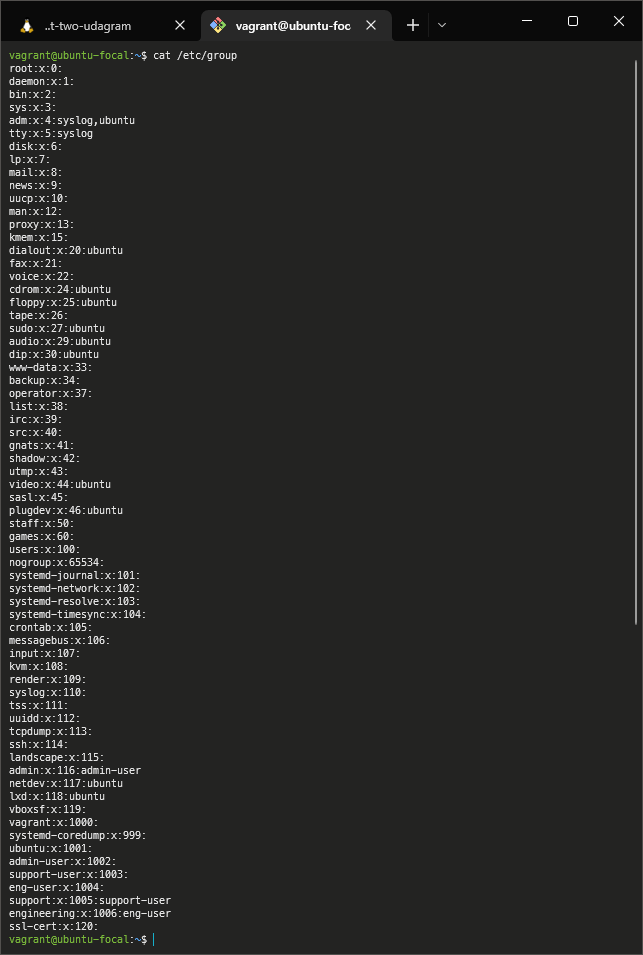 ..t-two-udagram
vagrant@ubuntu-foc
vagrant@ubuntu-focal:~$ cat /etc/group
root:x:0:
daemon:x:1:
bin:x:2:
sys:x:3:
adm:x:4:syslog,ubuntu
tty:x:5:syslog
disk:x:6:
lp:x:7:
mail:x:8:
news:x:9:
uucp:x:10:
man:x:12:
proxy:x:13:
kmem:x:15:
dialout:x:20:ubuntu
fax:x:21:
voice:x:22:
cdrom:x:24:ubuntu
floppy:x:25:ubuntu
tape:x:26:
sudo:x:27:ubuntu
audio:x:29:ubuntu
dip:x:30:ubuntu
www-data:x:33:
backup:x:34:
operator:x:37:
list:x:38:
irc:x:39:
src:x:40:
gnats:x:41:
shadow:x:42:
utmp:x:43:
video:x:44:ubuntu
sasl:x:45:
plugdev:x:46:ubuntu
staff:x:50:
games:x:60:
users:x:100:
nogroup:x:65534:
systemd-journal:x:101:
systemd-network:x:102:
systemd-resolve:x:103:
systemd-timesync:x:104:
crontab:x:105:
messagebus:x:106:
input:x:107:
kvm:x:108:
render:x:109:
syslog:x:110:
tss:x:111:
uuidd:x:112:
tcpdump:x:113:
ssh:x:114:
landscape:x:115:
admin:x:116:admin-user
netdev:x:117:ubuntu
lxd:x:118:ubuntu
vboxsf:x:119:
vagrant:x:1000:
systemd-coredump:x:999:
ubuntu:x:1001:
admin-user:x:1002:
support-user:x:1003:
eng-user:x:1004:
support:x:1005:support-user
engineering:x:1006:eng-user
ssl-cert:x:120:
vagrant@ubuntu-focal:~$